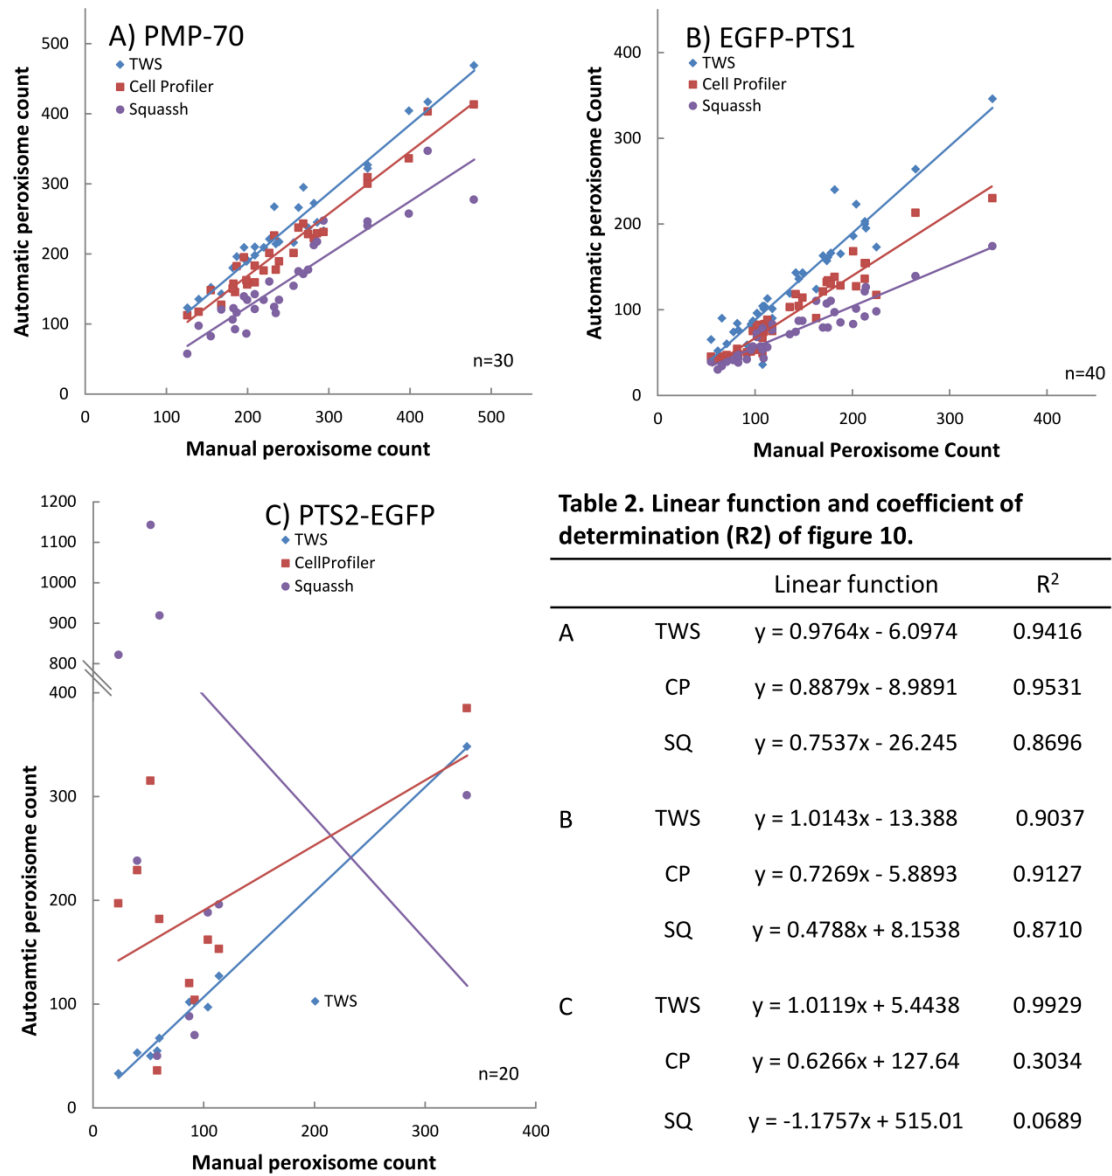 A) PMP-70
TWS
Cell Profiler
Squassh
Automatic peroxisome count
500
400
300
200
100
0
0 100 200 300 400 500
n=30
Manual peroxisome count
B) EGFP-PTS1
TWS
Cell Profiler
Squassh
Automatic peroxisome Count
400
300
200
100
0
0 100 200 300 400
n=40
Manual Peroxisome Count
C) PTS2-EGFP
TWS
CellProfiler
Squassh
Autoamtic peroxisome count
1200
1100
1000
900
800
400
300
200
100
0
TWS
n=20
0 100 200 300 400
Manual peroxisome count
Table 2. Linear function and coefficient of
determination (R2) of figure 10.
Linear function R²
A TWS y = 0.9764x - 6.0974 0.9416
CP y = 0.8879x - 8.9891 0.9531
SQ y = 0.7537x - 26.245 0.8696
B TWS y = 1.0143x - 13.388 0.9037
CP y = 0.7269x - 5.8893 0.9127
SQ y = 0.4788x + 8.1538 0.8710
C TWS y = 1.0119x + 5.4438 0.9929
CP y = 0.6266x + 127.64 0.3034
SQ y = -1.1757x + 515.01 0.0689